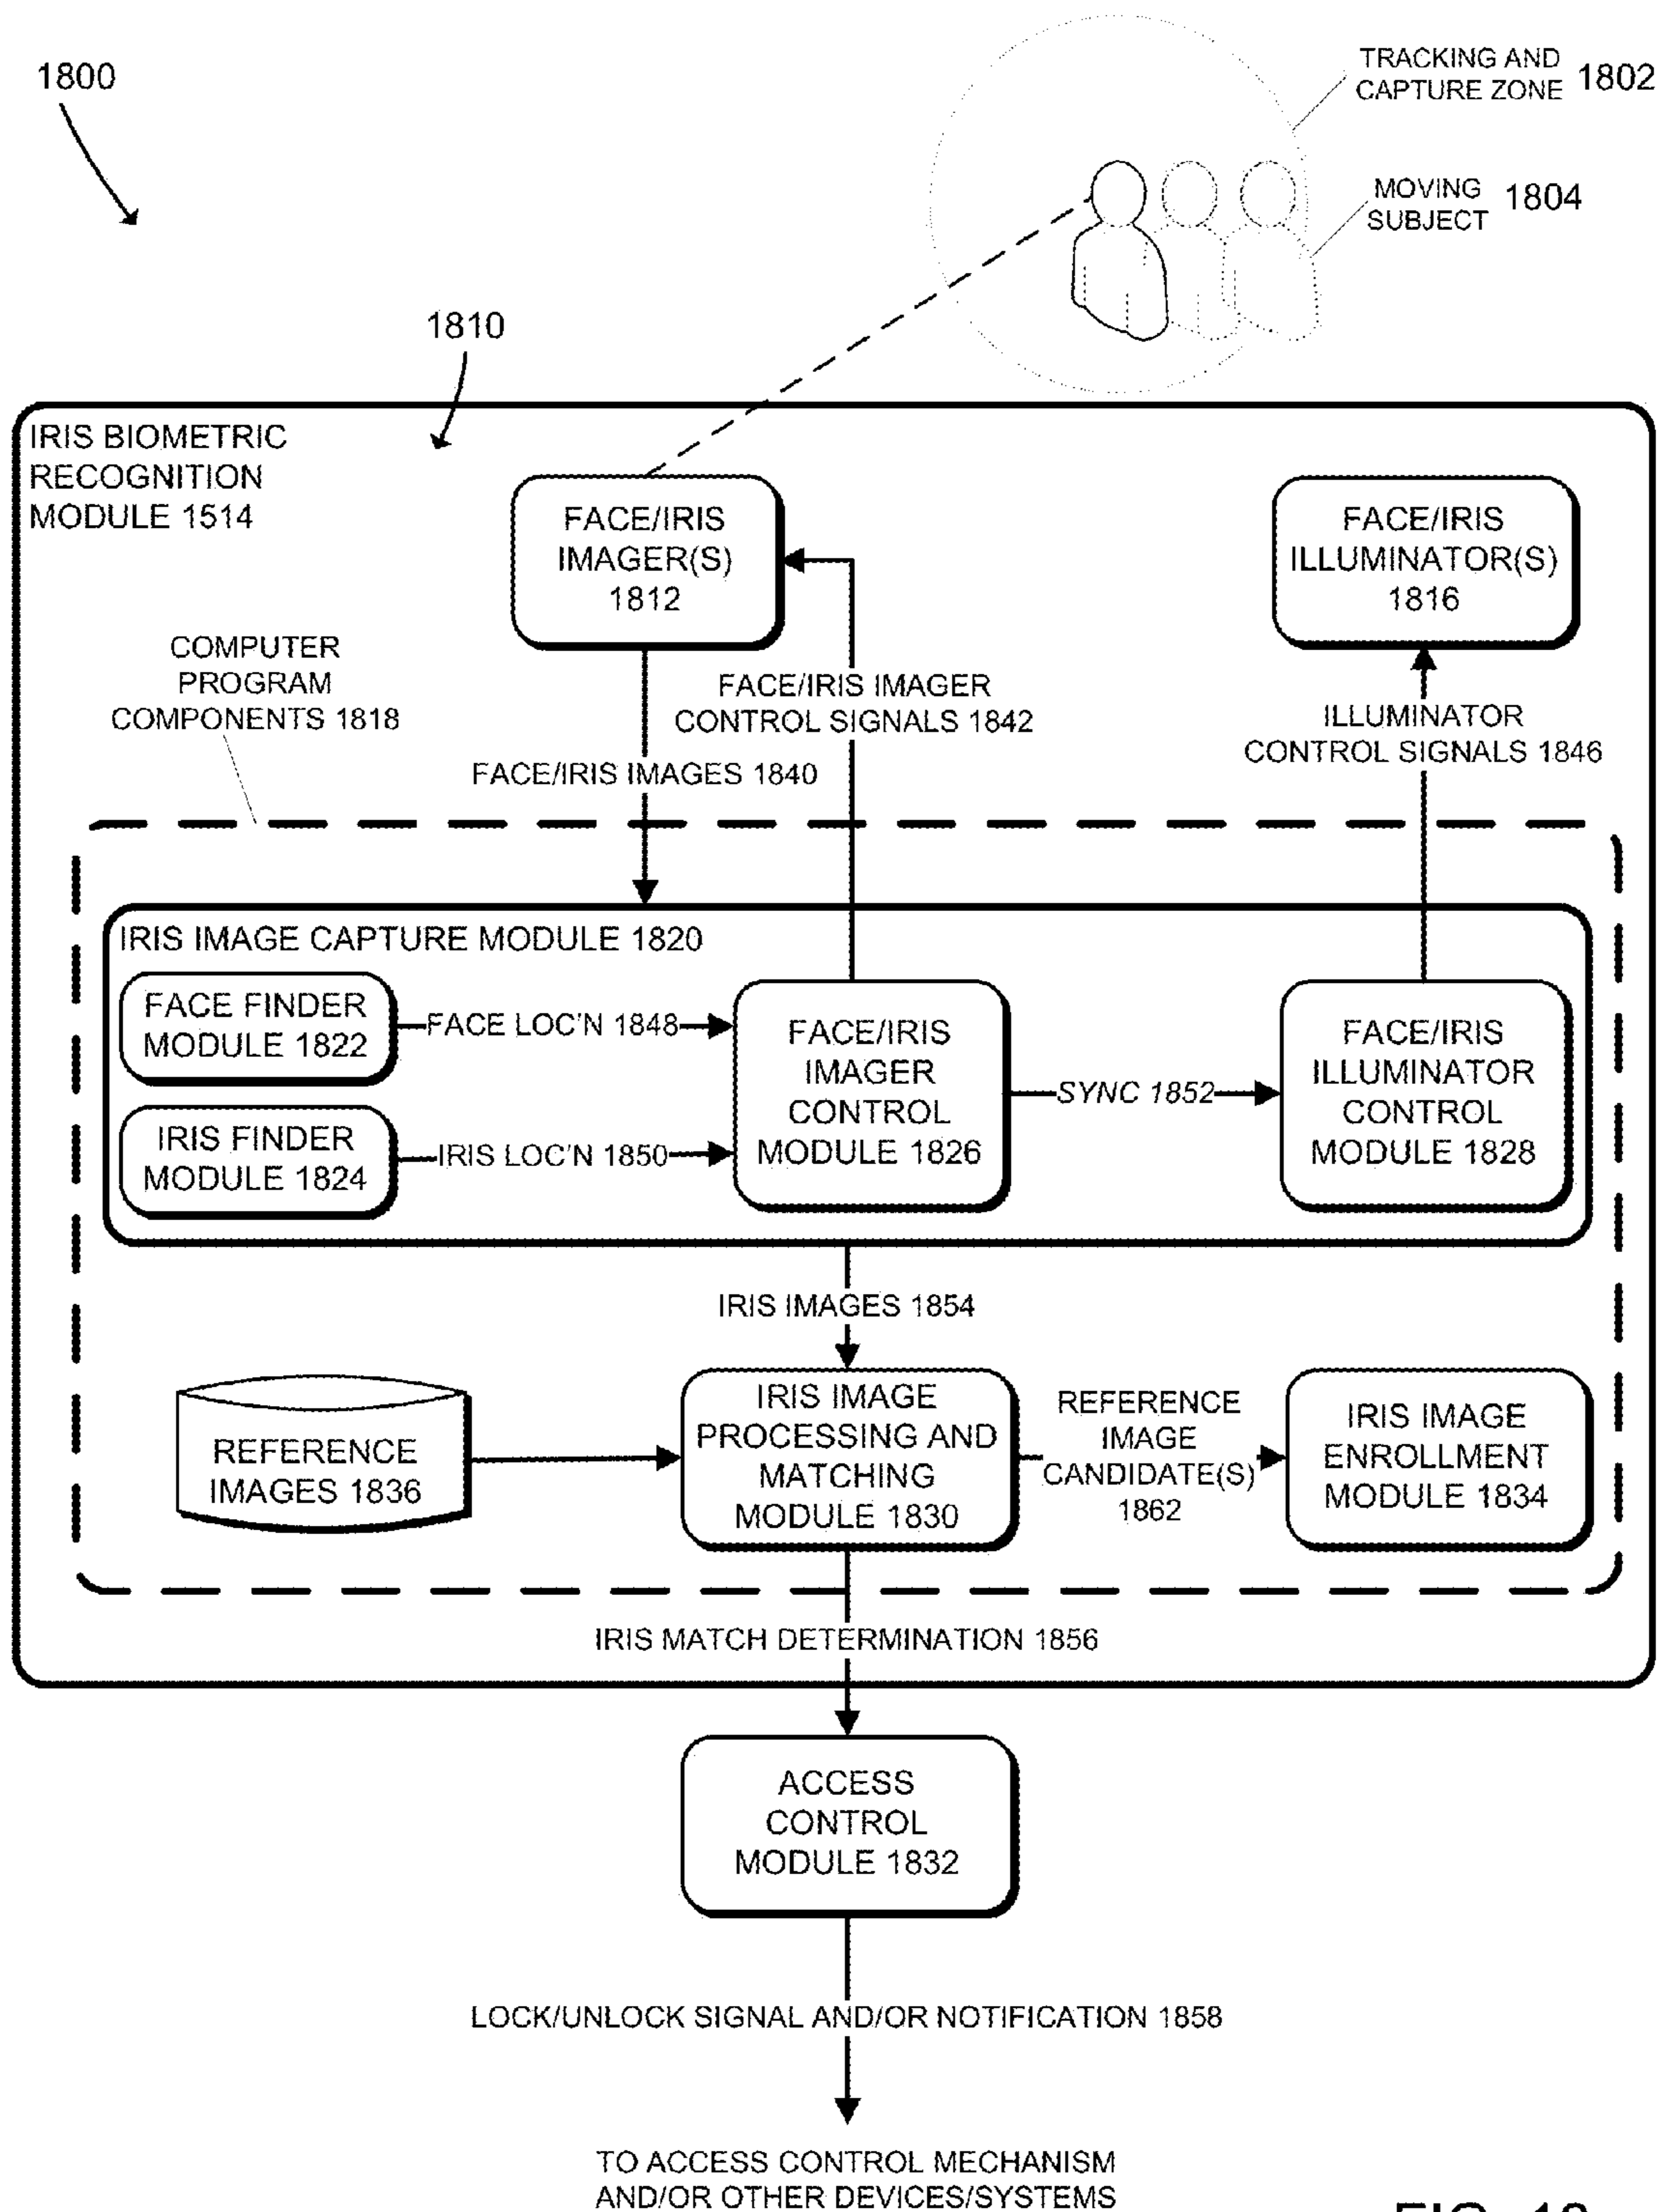 1800
TRACKING AND
CAPTURE ZONE 1802
MOVING
SUBJECT 1804
1810
IRIS BIOMETRIC
RECOGNITION
MODULE 1514
FACE/IRIS
IMAGER(S)
1812
FACE/IRIS
ILLUMINATOR(S)
1816
COMPUTER
PROGRAM
COMPONENTS 1818
FACE/IRIS IMAGER
CONTROL SIGNALS 1842
ILLUMINATOR
CONTROL SIGNALS 1846
FACE/IRIS IMAGES 1840
IRIS IMAGE CAPTURE MODULE 1820
FACE FINDER
MODULE 1822
FACE LOC'N 1848
IRIS FINDER
MODULE 1824
IRIS LOC'N 1850
FACE/IRIS
IMAGER
CONTROL
MODULE 1826
SYNC 1852
FACE/IRIS
ILLUMINATOR
CONTROL
MODULE 1828
IRIS IMAGES 1854
REFERENCE
IMAGES 1836
IRIS IMAGE
PROCESSING AND
MATCHING
MODULE 1830
REFERENCE
IMAGE
CANDIDATE(S)
1862
IRIS IMAGE
ENROLLMENT
MODULE 1834
IRIS MATCH DETERMINATION 1856
ACCESS
CONTROL
MODULE 1832
LOCK/UNLOCK SIGNAL AND/OR NOTIFICATION 1858
TO ACCESS CONTROL MECHANISM
AND/OR OTHER DEVICES/SYSTEMS